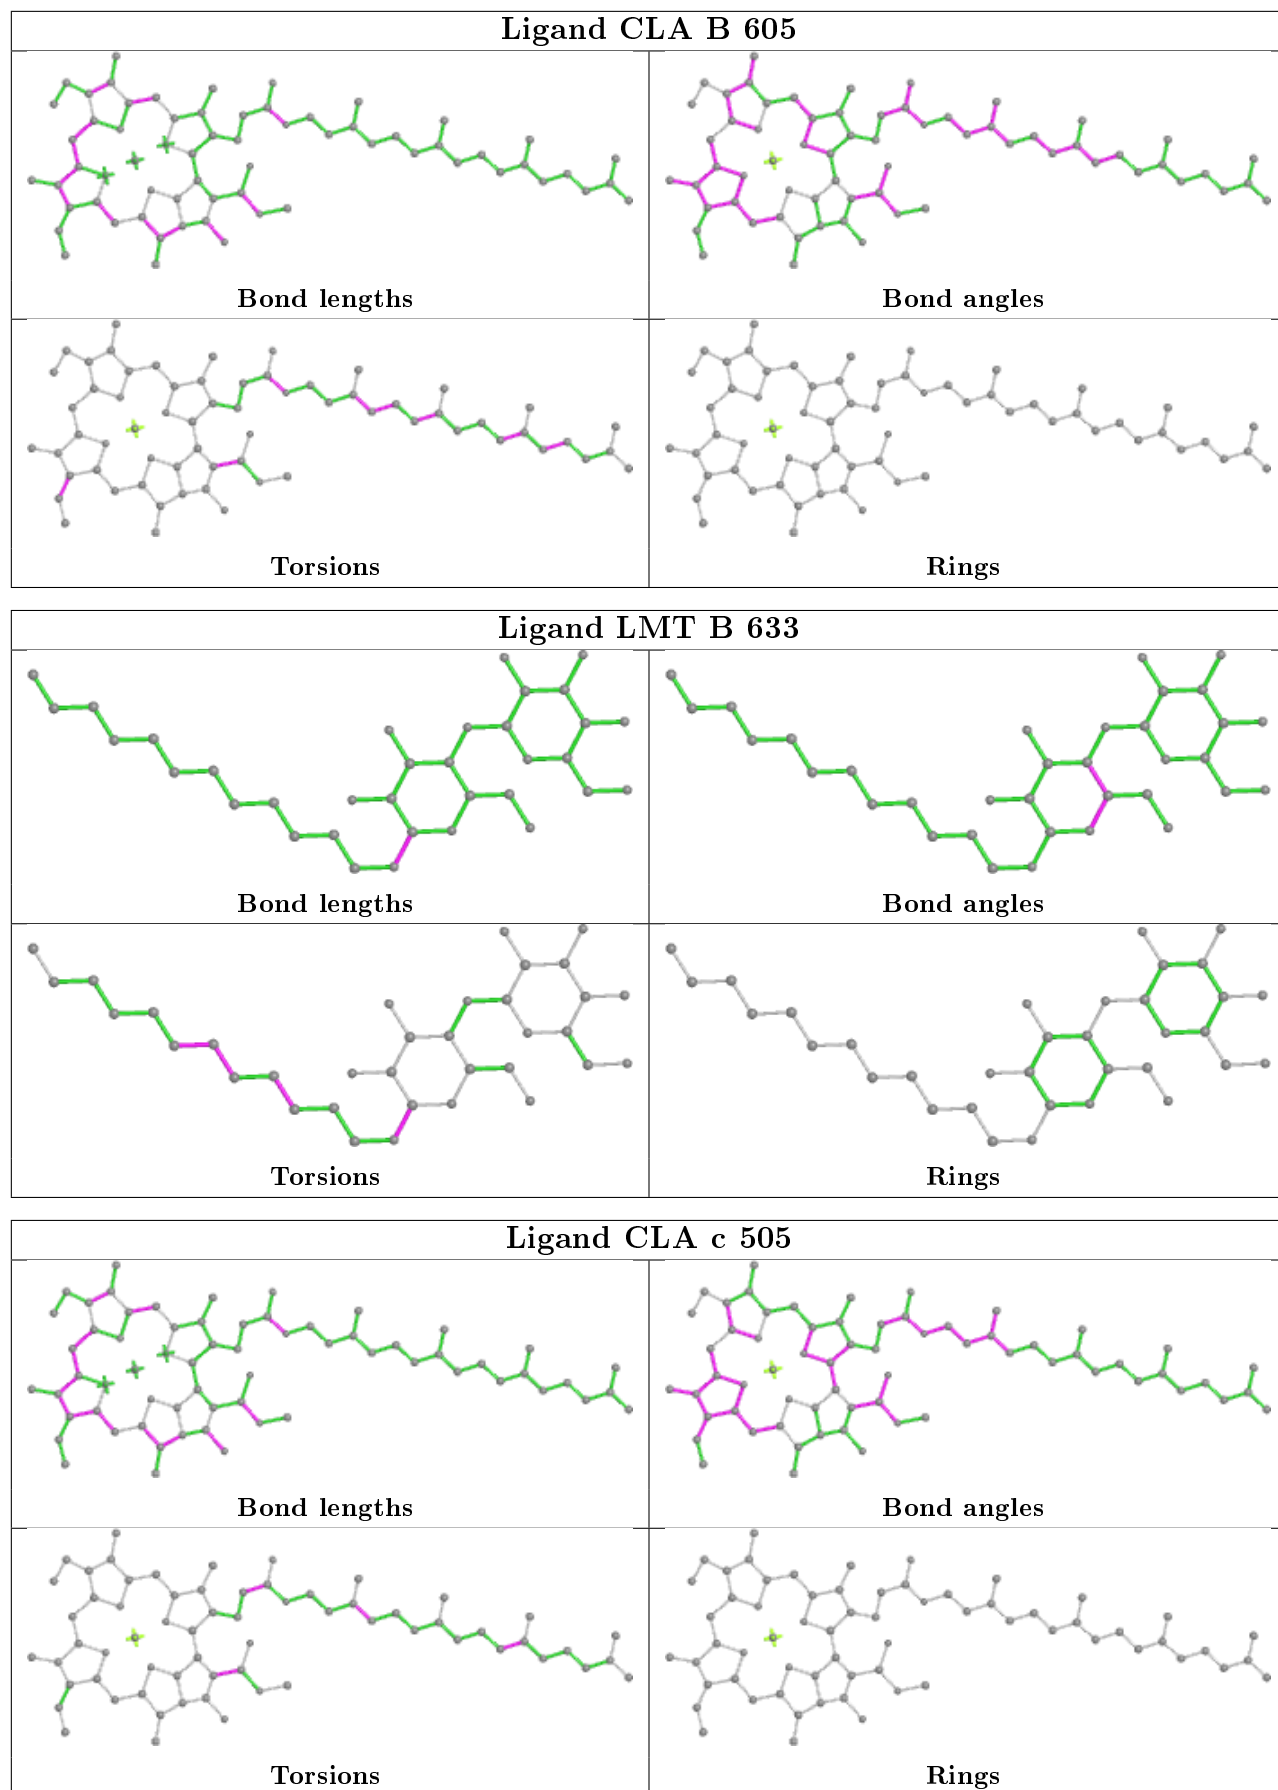 Ligand CLA B 605
Bond lengths
Bond angles
Torsions
Rings
Ligand LMT B 633
Bond lengths
Bond angles
Torsions
Rings
Ligand CLA c 505
Bond lengths
Bond angles
Torsions
Rings